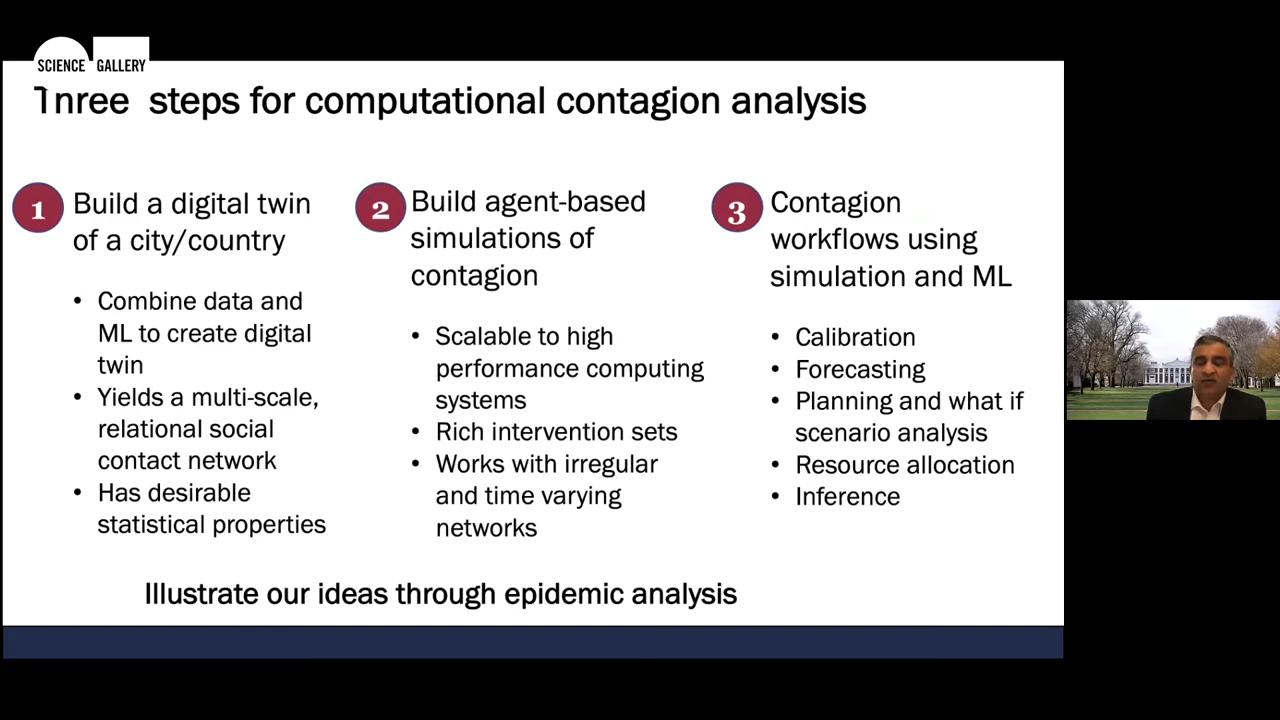 SCIENCE GALLERY
Three steps for computational contagion analysis
1
Build a digital twin
of a city/country
• Combine data and
ML to create digital
twin
• Yields a multi-scale,
relational social
contact network
• Has desirable
statistical properties
2
Build agent-based
simulations of
contagion
• Scalable to high
performance computing
systems
• Rich intervention sets
• Works with irregular
and time varying
networks
3
Contagion
workflows using
simulation and ML
• Calibration
• Forecasting
• Planning and what if
scenario analysis
• Resource allocation
• Inference
Illustrate our ideas through epidemic analysis